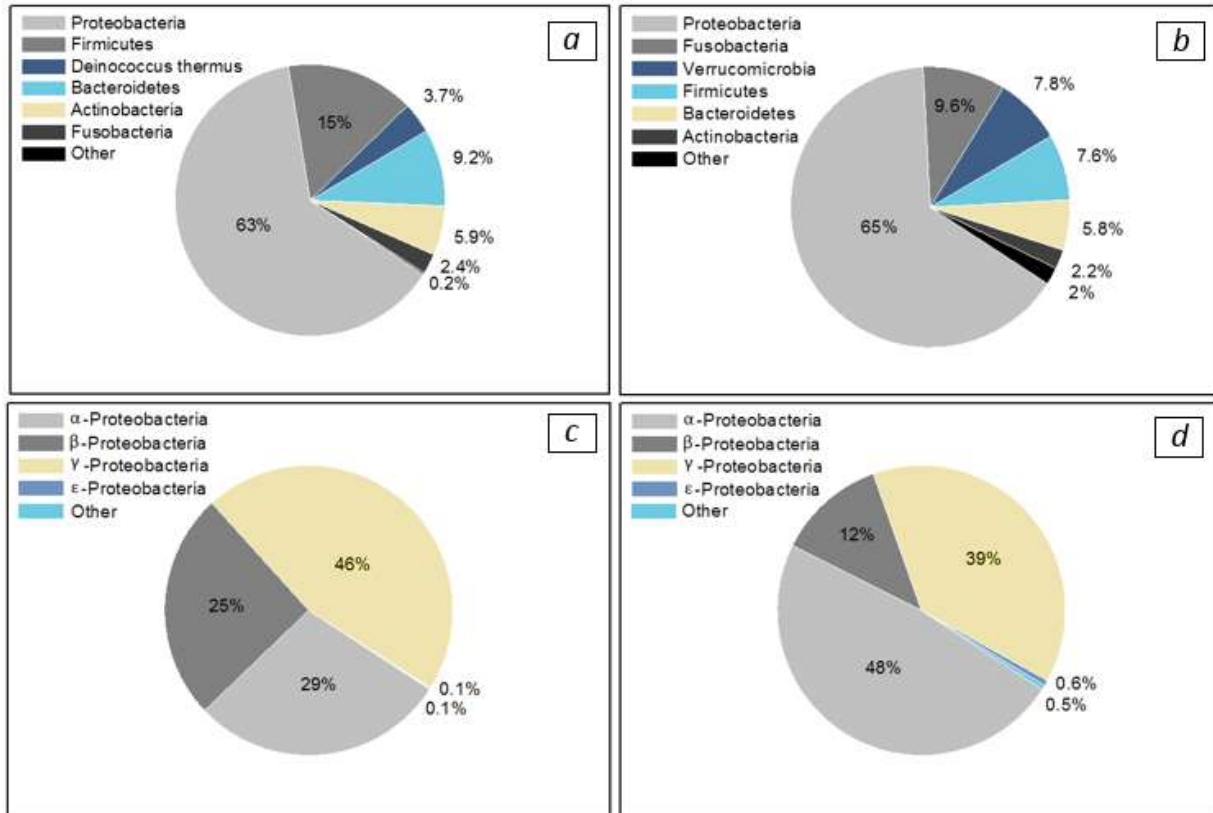 Proteobacteria
Firmicutes
Deinococcus thermus
Bacteroidetes
Actinobacteria
Fusobacteria
Other
a
15%
3.7%
9.2%
63%
5.9%
2.4%
0.2%
Proteobacteria
Fusobacteria
Verrucomicrobia
Firmicutes
Bacteroidetes
Actinobacteria
Other
b
9.6%
7.8%
7.6%
65%
5.8%
2.2%
2%
α-Proteobacteria
β-Proteobacteria
γ-Proteobacteria
ε-Proteobacteria
Other
c
46%
25%
29%
0.1%
0.1%
α-Proteobacteria
β-Proteobacteria
γ-Proteobacteria
ε-Proteobacteria
Other
d
12%
39%
48%
0.6%
0.5%